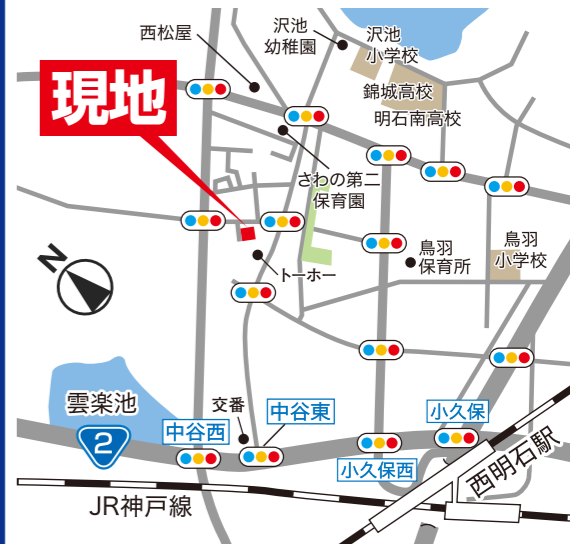 西松屋
沢池
幼稚園
沢池
小学校
現地
錦城高校
明石南高校
さわの第二
保育園
鳥羽
保育所
鳥羽
小学校
トーホー
N
雲楽池
交番
中谷東
小久保
2
中谷西
小久保西
西明石駅
JR神戸線